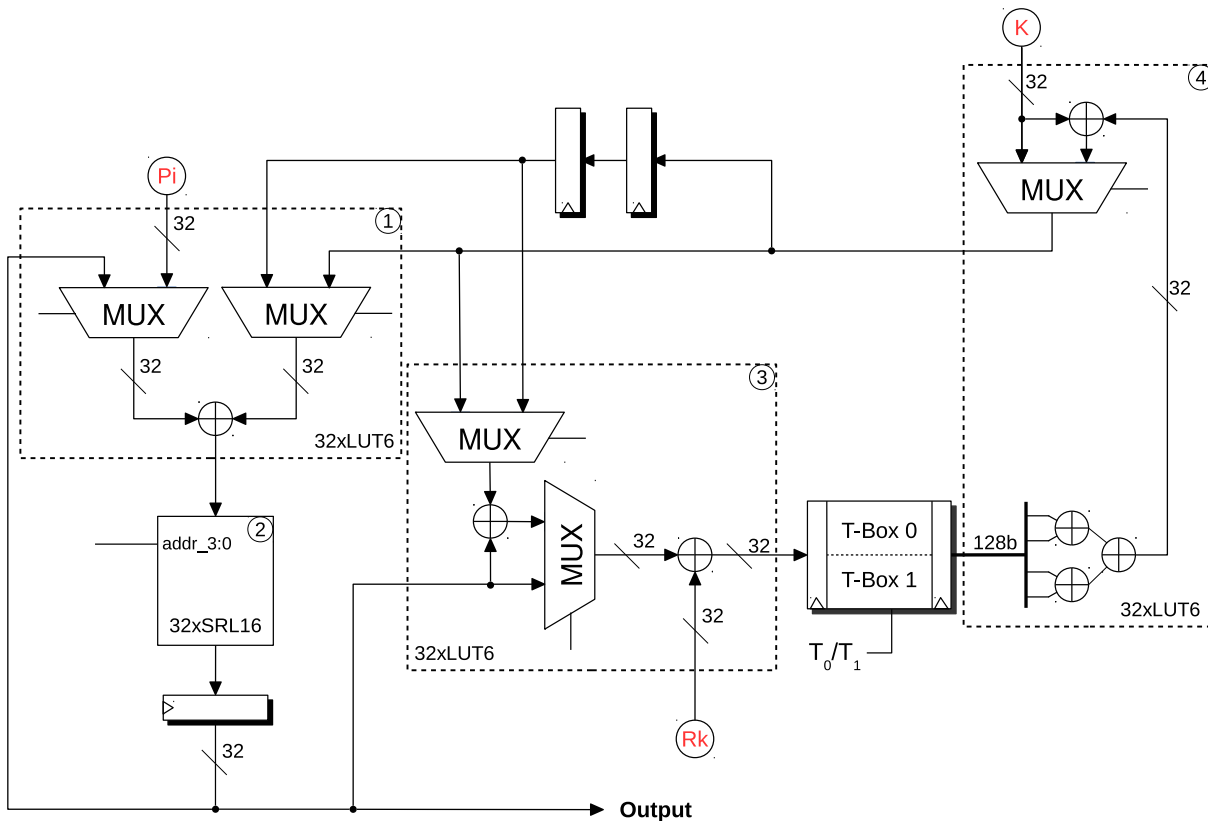 K
4
32
MUX
Pi
1
32
MUX
MUX
32
32
32xLUT6
32
3
MUX
2
addr_3:0
32xSRL16
MUX
32
32
32
32xLUT6
T-Box 0
T-Box 1
128b
32xLUT6
T0/T1
Rk
32
Output